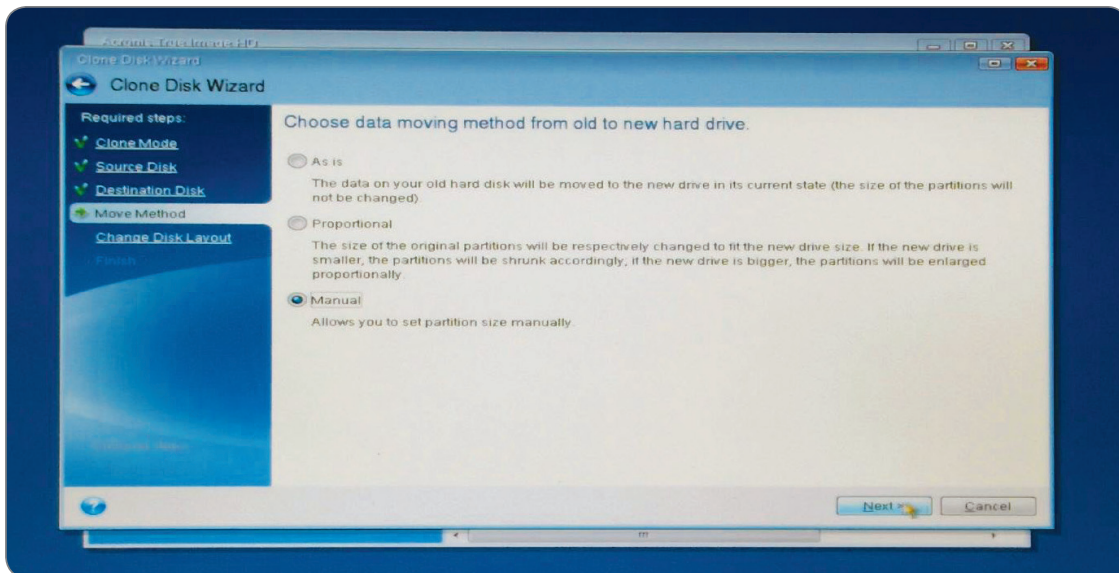 Acronis True Image HD
Clone Disk Wizard
Clone Disk Wizard
Required steps:
Clone Mode
Source Disk
Destination Disk
Move Method
Change Disk Layout
Finish
Choose data moving method from old to new hard drive.
As is
The data on your old hard disk will be moved to the new drive in its current state (the size of the partitions will
not be changed).
Proportional
The size of the original partitions will be respectively changed to fit the new drive size. If the new drive is
smaller, the partitions will be shrunk accordingly, if the new drive is bigger, the partitions will be enlarged
proportionally.
Manual
Allows you to set partition size manually.
Next >
Cancel